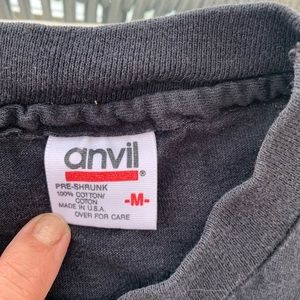 anvil
®
PRE-SHRUNK
100% COTTON/
COTON
MADE IN U.S.A.
OVER FOR CARE
-M-